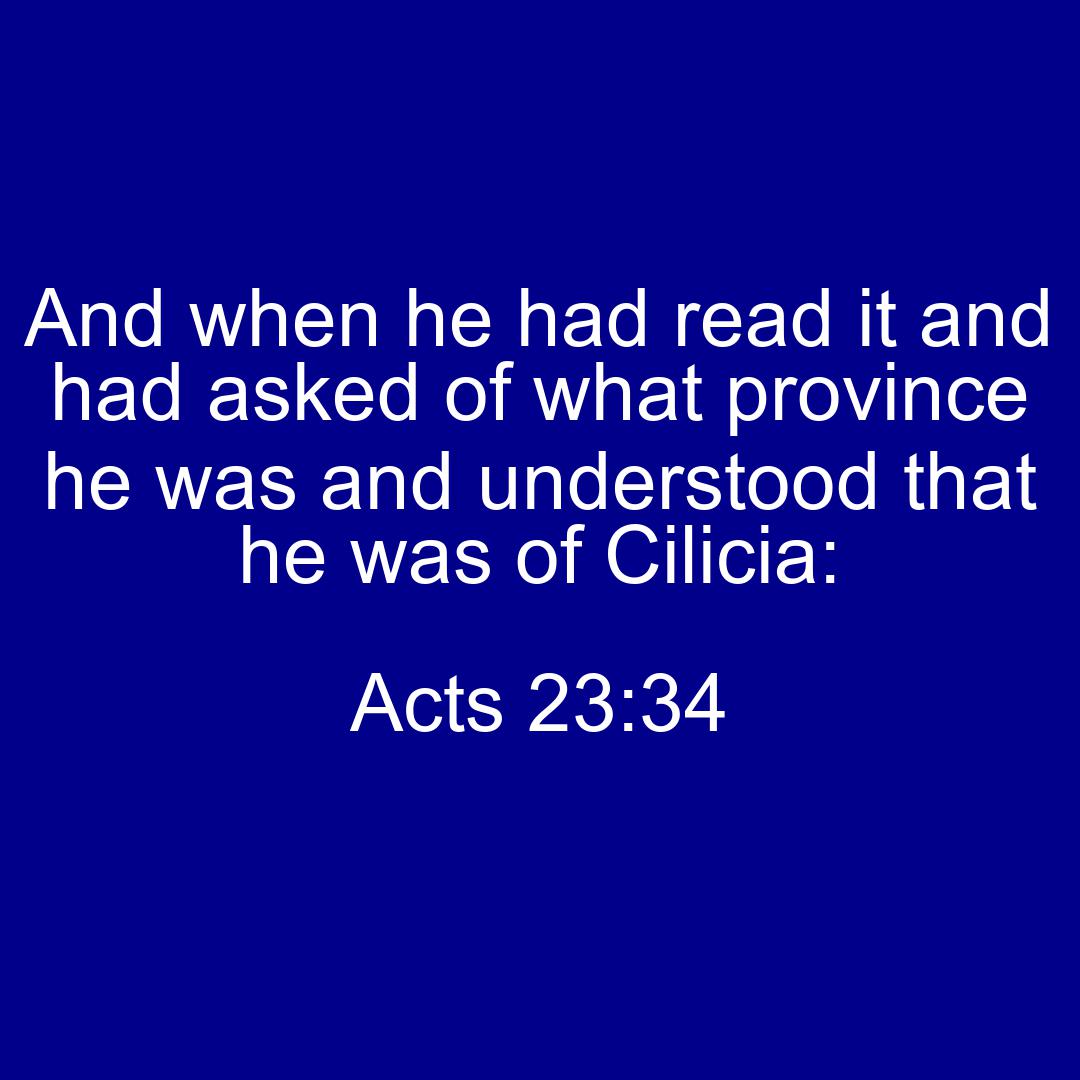 And when he had read it and
had asked of what province
he was and understood that
he was of Cilicia:
Acts 23:34